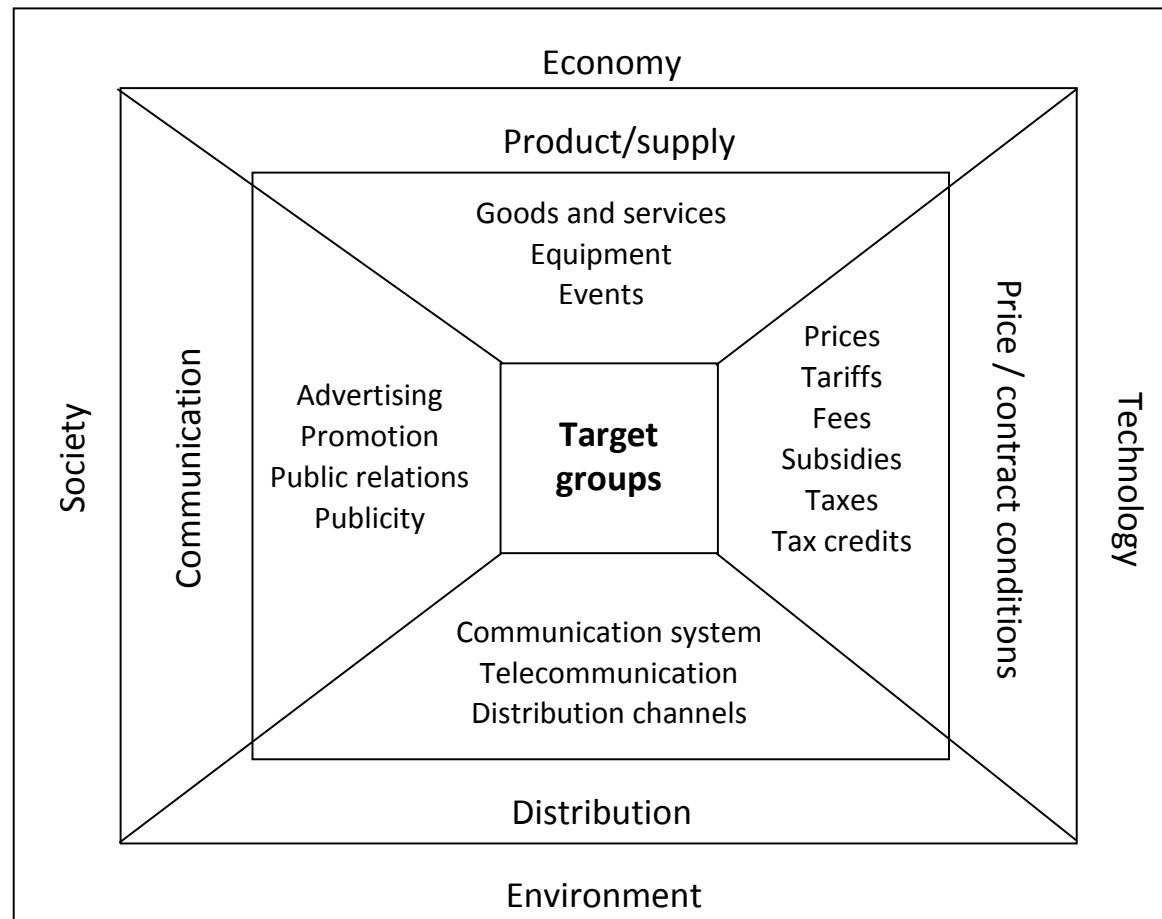 Economy
Product/supply
Goods and services
Equipment
Events
Society
Communication
Advertising
Promotion
Public relations
Publicity
Target
groups
Prices
Tariffs
Fees
Subsidies
Taxes
Tax credits
Price / contract conditions
Technology
Communication system
Telecommunication
Distribution channels
Distribution
Environment